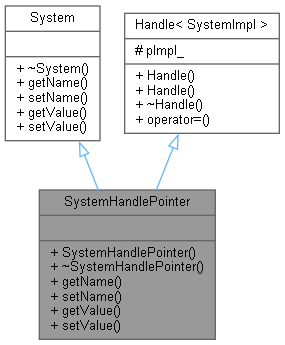 System
+ ~System()
+ getName()
+ setName()
+ getValue()
+ setValue()
Handle< SystemImpl >
# pImpl_
+ Handle()
+ Handle()
+ ~Handle()
+ operator=()
SystemHandlePointer
+ SystemHandlePointer()
+ ~SystemHandlePointer()
+ getName()
+ setName()
+ getValue()
+ setValue()